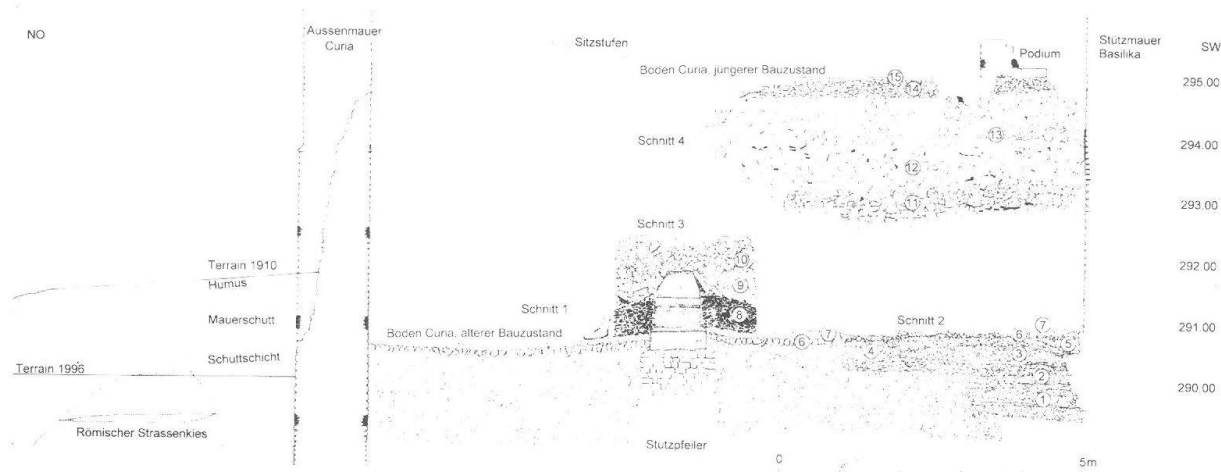 NO
Aussenmauer
Curia
Sitzstufen
Podium
Stützmauer
Basilika
SW
Boden Curia, jüngerer Bauzustand
15
14
295.00
Schnitt 4
13
294.00
12
11
293.00
Schnitt 3
10
Terrain 1910
292.00
Humus
9
Schnitt 1
8
Mauerschutt
Boden Curia, älterer Bauzustand
Schnitt 2
7
6
7
6
5
4
3
291.00
Schuttschicht
Terrain 1996
2
290.00
1
Römischer Strassenkies
Stutzpfeiler
0
5m